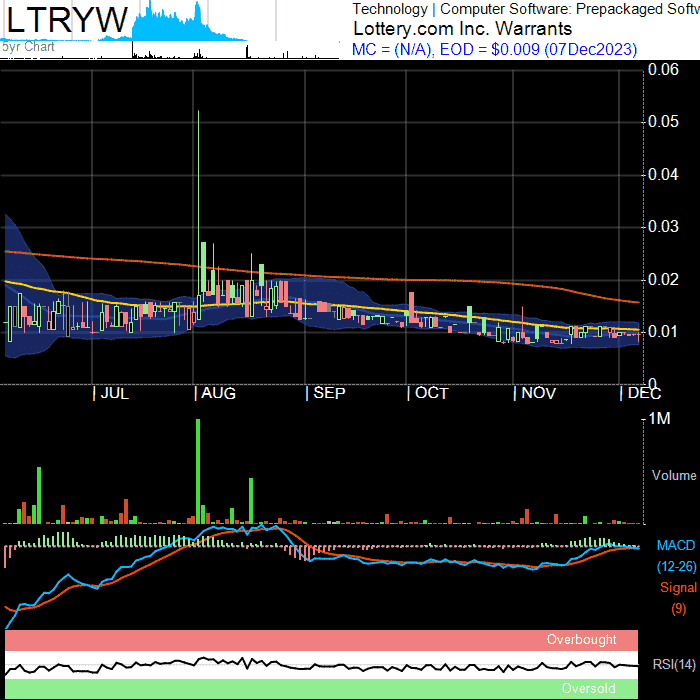 LTRYW
5yr Chart
Technology | Computer Software: Prepackaged Softw
Lottery.com Inc. Warrants
MC = (N/A), EOD = $0.009 (07Dec2023)
0.06
0.05
0.04
0.03
0.02
0.01
0
JUL AUG SEP OCT NOV DEC
1M
Volume
MACD
(12-26)
Signal
(9)
Overbought
RSI(14)
Oversold